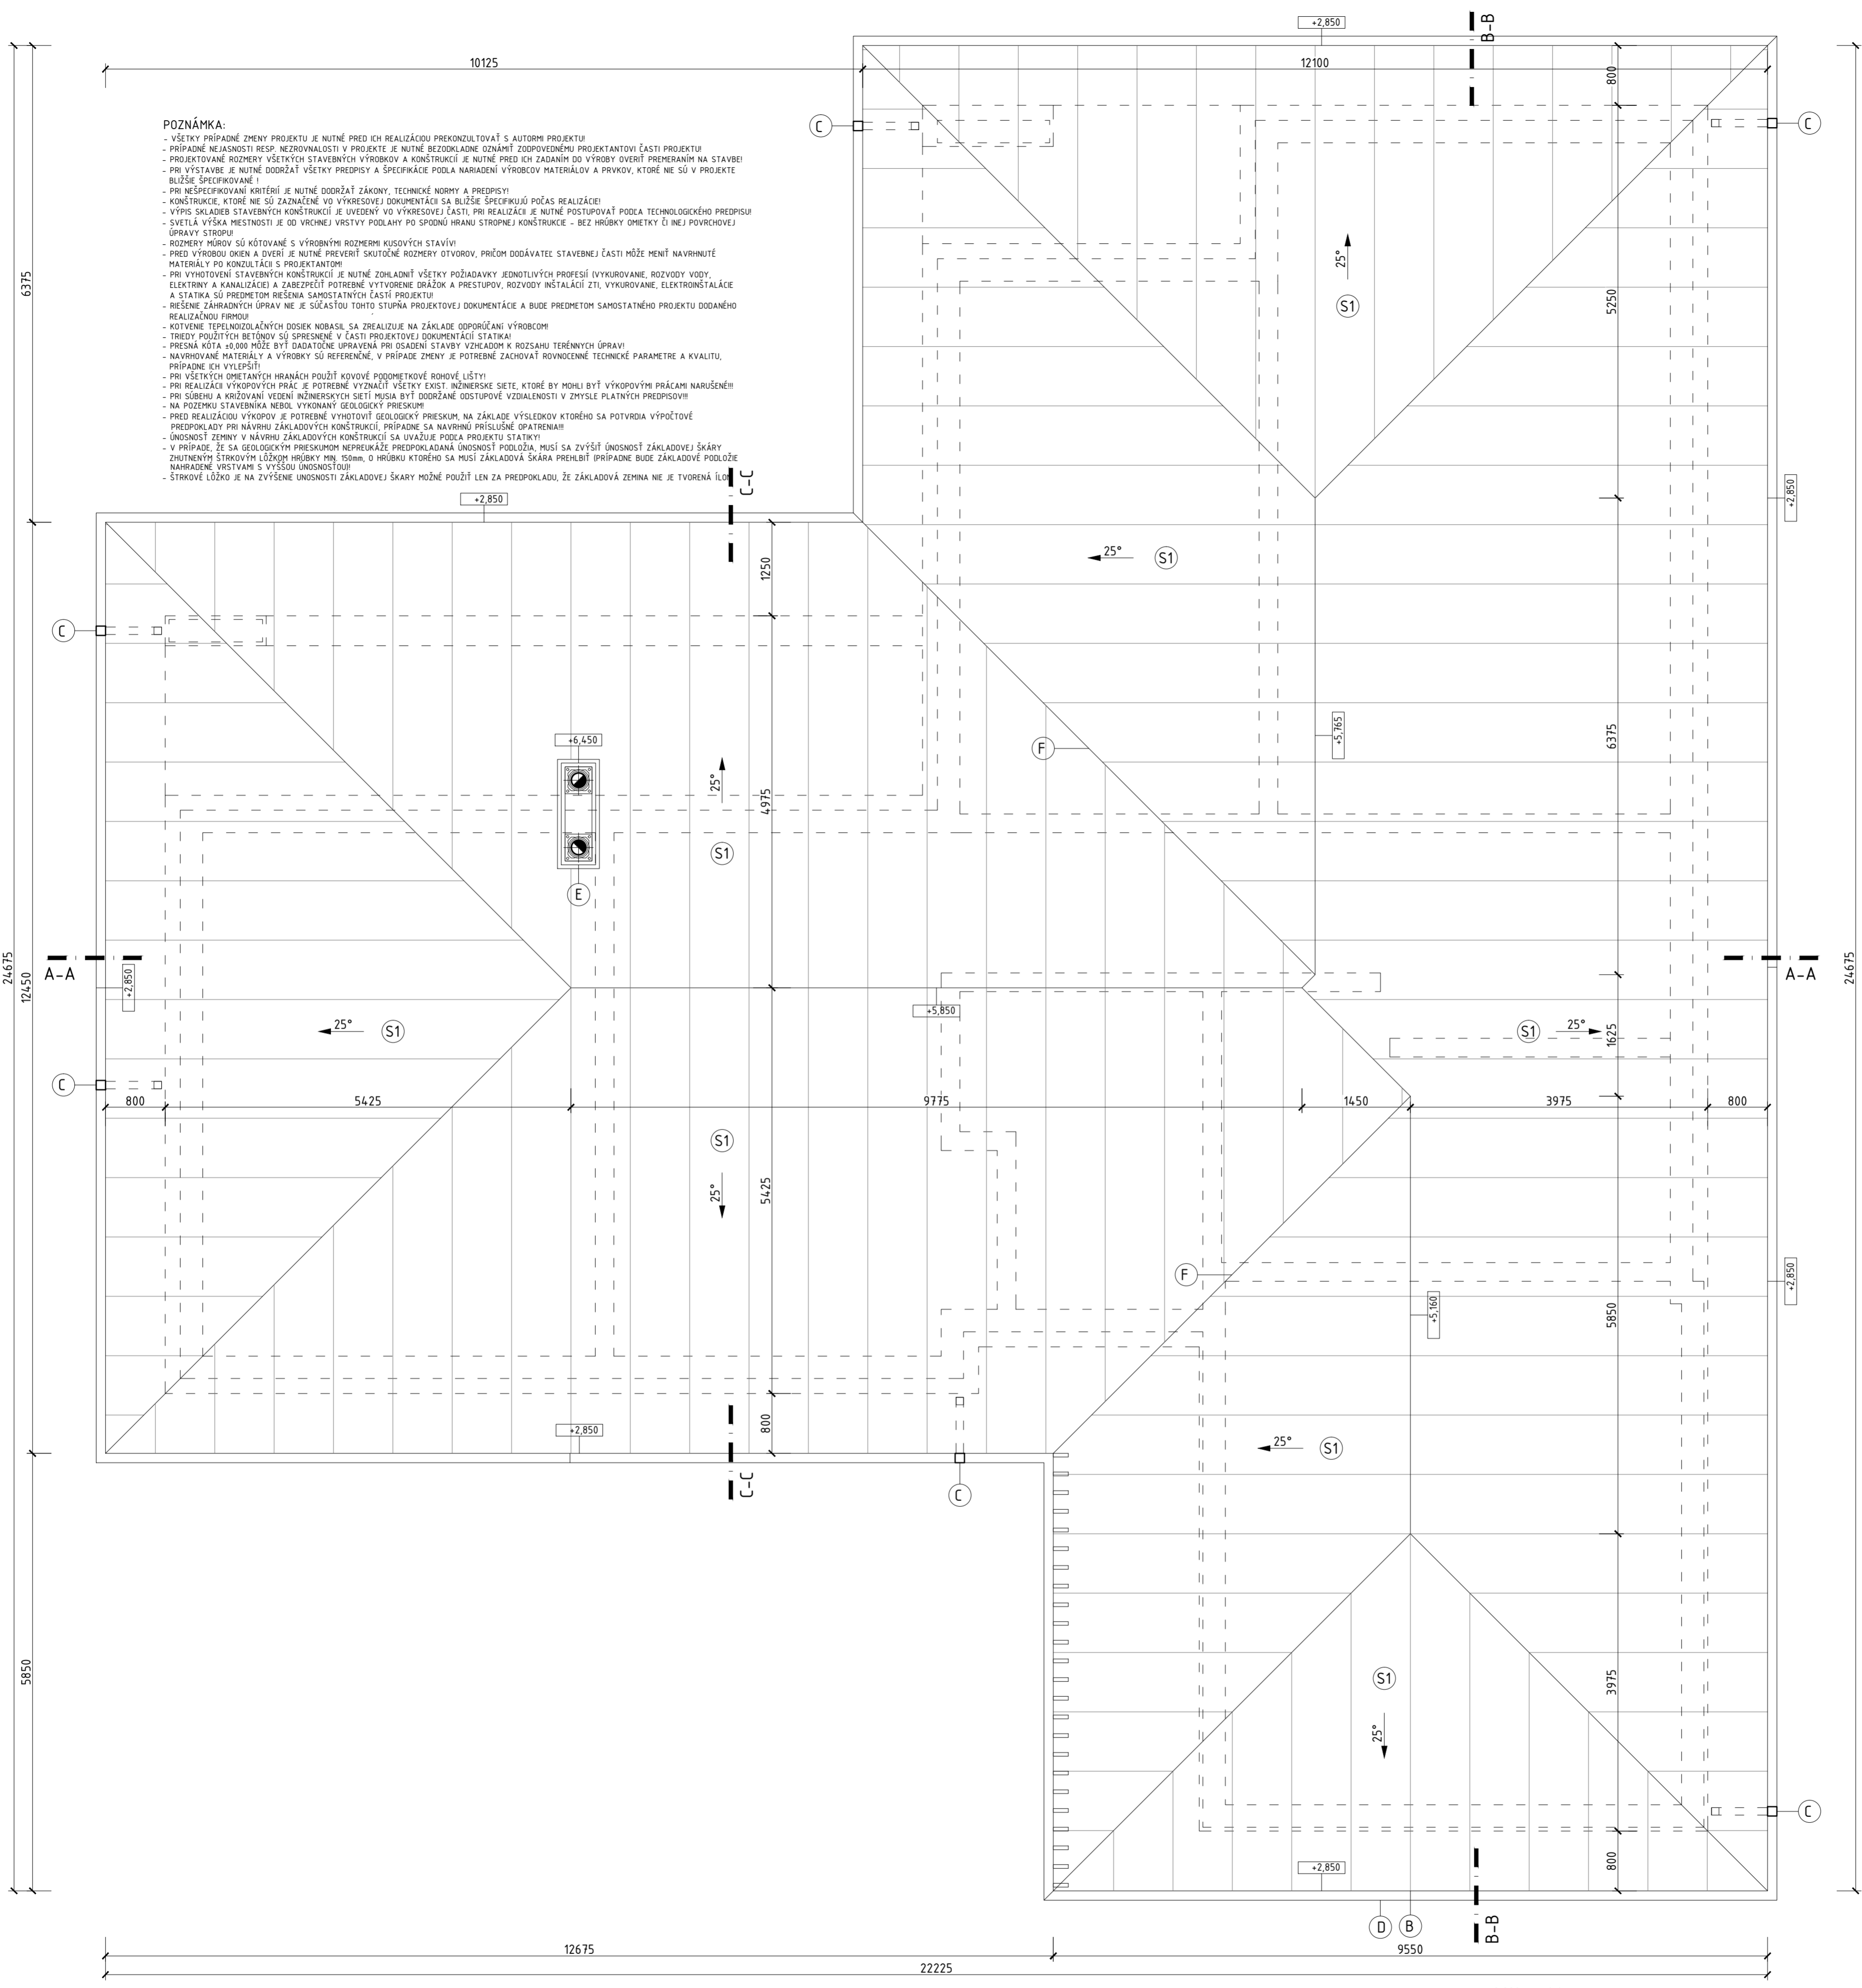 +2,850
B-B
10125
12100
800
POZNÁMKA:
- VŠETKY PRÍPADNÉ ZMENY PROJEKTU JE NUTNÉ PRED ICH REALIZÁCIOU PREKONZULTOVAŤ S AUTORMI PROJEKTU!
- PRÍPADNÉ NEJASNOSTI RESP. NEZROVNALOSTI V PROJEKTE JE NUTNÉ BEZODKLADNE OZNÁMIŤ ZODPOVEDNÉMU PROJEKTANTOVI ČASTI PROJEKTU!
- PROJEKTOVANÉ ROZMERY VŠETKÝCH STAVEBNÝCH VÝROBKOV A KONŠTRUKCIÍ JE NUTNÉ PRED ICH ZADANÍM DO VÝROBY OVERIŤ PREMERANÍM NA STAVBE!
- PRI VÝSTAVBE JE NUTNÉ DODRŽAŤ VŠETKY PREDPISY A ŠPECIFIKÁCIE PODLA NARIADENÍ VÝROBCOV MATERIÁLOV A PRVKOV, KTORÉ NIE SÚ V PROJEKTE
BLIŽŠIE ŠPECIFIKOVANÉ !
- PRI NEŠPECIFIKOVANÍ KRITÉRIÍ JE NUTNÉ DODRŽAŤ ZÁKONY, TECHNICKÉ NORMY A PREDPISY!
- KONŠTRUKCIE, KTORÉ NIE SÚ ZAZNAČENÉ VO VÝKRESOVEJ DOKUMENTÁCII SA BLIŽŠIE ŠPECIFIKUJÚ POČAS REALIZÁCIE!
- VÝPIS SKLADIEB STAVEBNÝCH KONŠTRUKCIÍ JE UVEDENÝ VO VÝKRESOVEJ ČASTI, PRI REALIZÁCII JE NUTNÉ POSTUPOVAŤ PODĽA TECHNOLOGICKÉHO PREDPISU!
- SVETLÁ VÝŠKA MIESTNOSTI JE OD VRCHNEJ VRSTVY PODLAHY PO SPODNÚ HRANU STROPNEJ KONŠTRUKCIE - BEZ HRÚBKY OMIETKY ČI INEJ POVRCHOVEJ
ÚPRAVY STROPU!
- ROZMERY MÚROV SÚ KÓTOVANÉ S VÝROBNÝMI ROZMERMI KUSOVÝCH STAVÍV!
- PRED VÝROBOU OKIEN A DVERÍ JE NUTNÉ PREVERIŤ SKUTOČNÉ ROZMERY OTVOROV, PRIČOM DODÁVATEĽ STAVEBNEJ ČASTI MÔŽE MENIŤ NAVRHNUTÉ
MATERIÁLY PO KONZULTÁCII S PROJEKTANTOM!
- PRI VYHOTOVENÍ STAVEBNÝCH KONŠTRUKCIÍ JE NUTNÉ ZOHĽADNIŤ VŠETKY POŽIADAVKY JEDNOTLIVÝCH PROFESIÍ (VYKUROVANIE, ROZVODY VODY,
ELEKTRINY A KANALIZÁCIE) A ZABEZPEČIŤ POTREBNÉ VYTVORENIE DRÁŽOK A PRESTUPOV, ROZVODY INŠTALÁCIÍ ZTI, VYKUROVANIE, ELEKTROINŠTALÁCIE
A STATIKA SÚ PREDMETOM RIEŠENIA SAMOSTATNÝCH ČASTÍ PROJEKTU!
- RIEŠENIE ZÁHRADNÝCH ÚPRAV NIE JE SÚČASŤOU TOHTO STUPŇA PROJEKTOVEJ DOKUMENTÁCIE A BUDE PREDMETOM SAMOSTATNÉHO PROJEKTU DODANÉHO
REALIZAČNOU FIRMOU!
- KOTVENIE TEPELNOIZOLAČNÝCH DOSIEK NOBASIL SA ZREALIZUJE NA ZÁKLADE ODPORÚČANÍ VÝROBCOM!
- TRIEDY POUŽITÝCH BETÓNOV SÚ SPRESNENÉ V ČASTI PROJEKTOVEJ DOKUMENTÁCIÍ STATIKA!
- PRESNÁ KÓTA ±0,000 MÔŽE BYŤ DADATOČNE UPRAVENÁ PRI OSADENÍ STAVBY VZHĽADOM K ROZSAHU TERÉNNYCH ÚPRAV!
- NAVRHOVANÉ MATERIÁLY A VÝROBKY SÚ REFERENČNÉ, V PRÍPADE ZMENY JE POTREBNÉ ZACHOVAŤ ROVNOCENNÉ TECHNICKÉ PARAMETRE A KVALITU,
PRÍPADNE ICH VYLEPŠIŤ!
- PRI VŠETKÝCH OMIETANÝCH HRANÁCH POUŽIŤ KOVOVÉ PODOMIETKOVÉ ROHOVÉ LIŠTY!
- PRI REALIZÁCII VÝKOPOVÝCH PRÁC JE POTREBNÉ VYZNAČIŤ VŠETKY EXIST. INŽINIERSKE SIETE, KTORÉ BY MOHLI BYŤ VÝKOPOVÝMI PRÁCAMI NARUŠENÉ!!!
- PRI SÚBEHU A KRIŽOVANÍ VEDENÍ INŽINIERSKYCH SIETÍ MUSIA BYŤ DODRŽANÉ ODSTUPOVÉ VZDIALENOSTI V ZMYSLE PLATNÝCH PREDPISOV!!!
- NA POZEMKU STAVEBNÍKA NEBOL VYKONANÝ GEOLOGICKÝ PRIESKUM!
- PRED REALIZÁCIOU VÝKOPOV JE POTREBNÉ VYHOTOVIŤ GEOLOGICKÝ PRIESKUM, NA ZÁKLADE VÝSLEDKOV KTORÉHO SA POTVRDIA VÝPOČTOVÉ
PREDPOKLADY PRI NÁVRHU ZÁKLADOVÝCH KONŠTRUKCIÍ, PRÍPADNE SA NAVRHNÚ PRÍSLUŠNÉ OPATRENIA!!!
- ÚNOSNOSŤ ZEMINY V NÁVRHU ZÁKLADOVÝCH KONŠTRUKCIÍ SA UVAŽUJE PODĽA PROJEKTU STATIKY!
- V PRÍPADE, ŽE SA GEOLOGICKÝM PRIESKUMOM NEPREUKÁŽE PREDPOKLADANÁ ÚNOSNOSŤ PODLOŽIA, MUSÍ SA ZVÝŠIŤ ÚNOSNOSŤ ZÁKLADOVEJ ŠKÁRY
ZHUTNENÝM ŠTRKOVÝM LÔŽKOM HRÚBKY MIN. 150mm, O HRÚBKU KTORÉHO SA MUSÍ ZÁKLADOVÁ ŠKÁRA PREHLBIŤ (PRÍPADNE BUDE ZÁKLADOVÉ PODLOŽIE
NAHRADENÉ VRSTVAMI S VYŠŠOU ÚNOSNOSŤOU)!
- ŠTRKOVÉ LÔŽKO JE NA ZVÝŠENIE UNOSNOSTI ZÁKLADOVEJ ŠKARY MOŽNÉ POUŽIŤ LEN ZA PREDPOKLADU, ŽE ZÁKLADOVÁ ZEMINA NIE JE TVORENÁ ÍLOM
C
C
6375
25°
S1
5250
C-C
+2,850
+2,850
25°
S1
1250
C
F
+5,765
6375
+6,450
25°
4975
S1
E
24675
12450
A-A
+2,850
A-A
24675
+5,850
25°
S1
S1
25°
1625
C
800
5425
9775
1450
3975
800
S1
25°
5425
F
+2,850
+5,160
5850
800
+2,850
25°
S1
C-C
C
5850
S1
25°
3975
C
800
+2,850
D
B
B-B
12675
9550
22225